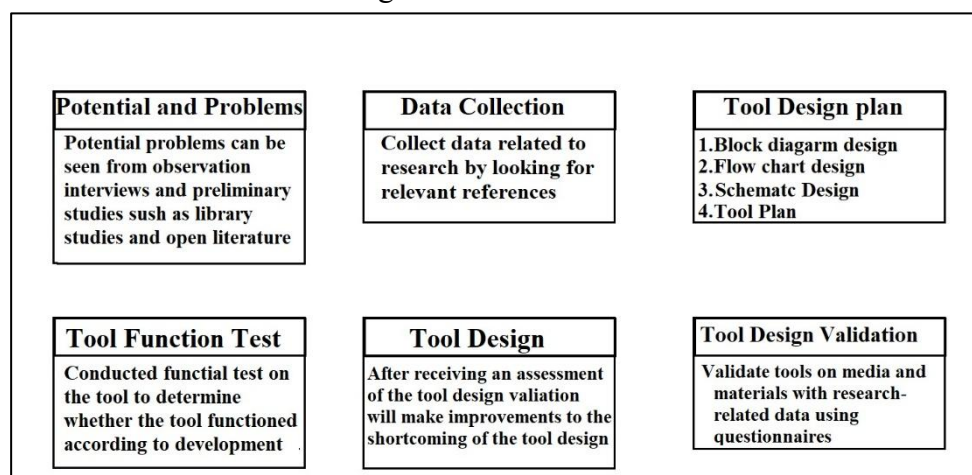 Potential and Problems
Potential problems can be
seen from observation
interviews and preliminary
studies sush as library
studies and open literature
Data Collection
Collect data related to
research by looking for
relevant references
Tool Design plan
1.Block diagarm design
2.Flow chart design
3.Schematc Design
4.Tool Plan
Tool Function Test
Conducted functial test on
the tool to determine
whether the tool functioned
according to development
Tool Design
After receiving an assessment
of the tool design valiation
will make improvements to the
shortcoming of the tool design
Tool Design Validation
Validate tools on media and
materials with research-
related data using
questionnaires